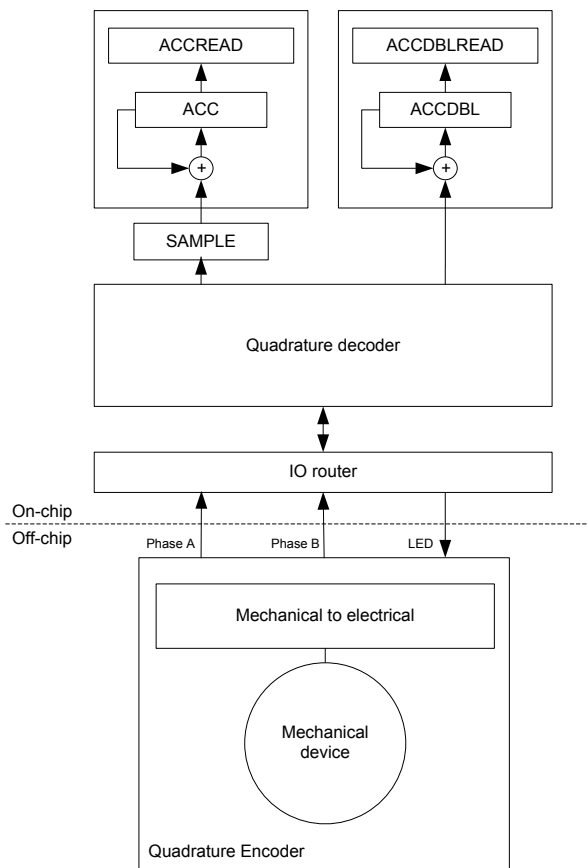 ACCREAD
ACCDBLREAD
ACC
ACCDBL
+
+
SAMPLE
Quadrature decoder
IO router
On-chip
Off-chip
Phase A
Phase B
LED
Mechanical to electrical
Mechanical
device
Quadrature Encoder